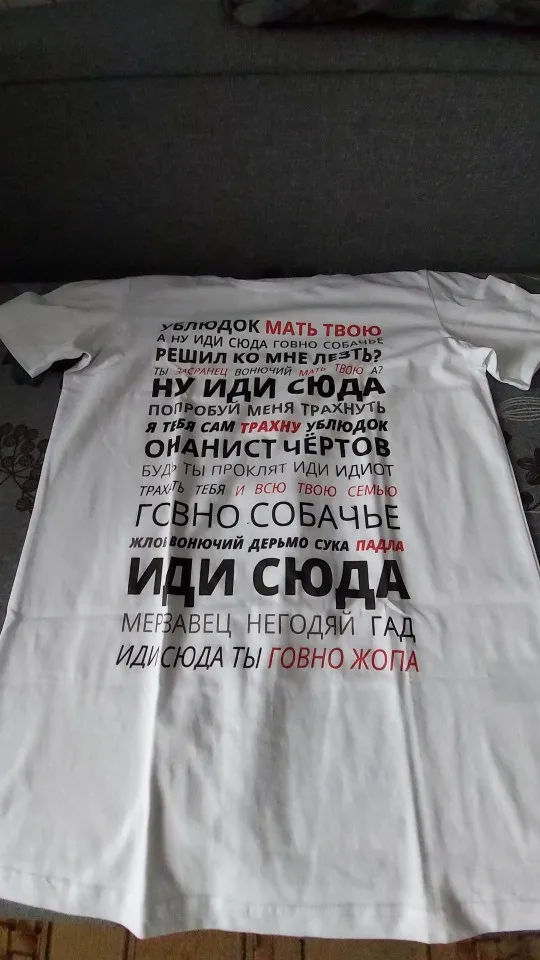 УБЛЮДОК МАТЬ ТВОЮ
А НУ ИДИ СЮДА ГОВНО СОБАЧЬЕ
РЕШИЛ КО МНЕ ЛЕЗТЬ?
ТЫ ЗАСРАНЕЦ ВОНЮЧИЙ МАТЬ ТВОЮ А?
НУ ИДИ СЮДА
ПОПРОБУЙ МЕНЯ ТРАХНУТЬ
Я ТЕБЯ САМ ТРАХНУ УБЛЮДОК
ОНАНИСТ ЧЁРТОВ
БУДЬ ТЫ ПРОКЛЯТ ИДИ ИДИОТ
ТРАХАТЬ ТЕБЯ И ВСЮ ТВОЮ СЕМЬЮ
ГОВНО СОБАЧЬЕ
ЖЛОБ ВОНЮЧИЙ ДЕРЬМО СУКА ПАДЛА
ИДИ СЮДА
МЕРЗАВЕЦ НЕГОДЯЙ ГАД
ИДИ СЮДА ТЫ ГОВНО ЖОПА